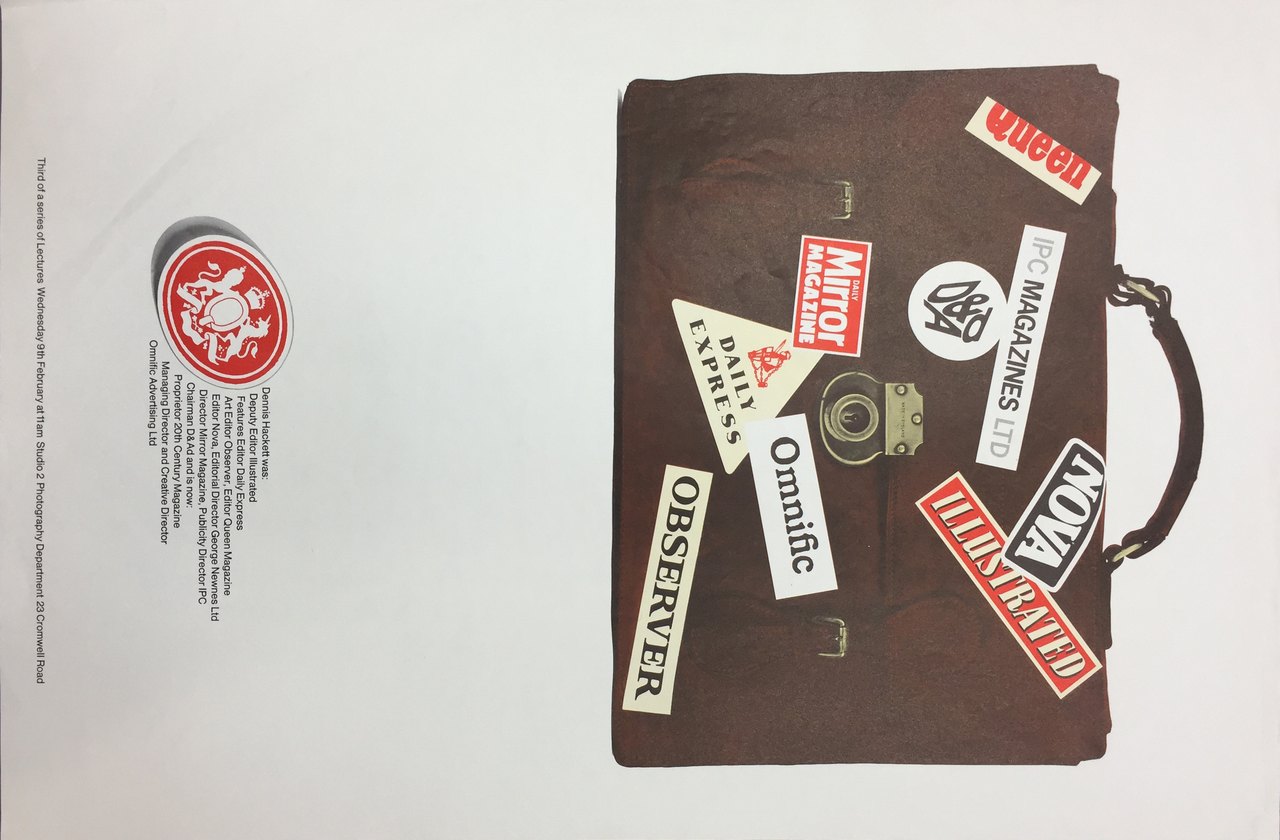 Queen
IPC MAGAZINES LTD
D&AD
NOVA
ILLUSTRATED
DAILY
Mirror
MAGAZINE
MADE IN ENGLAND
DAILY
EXPRESS
Omnific
OBSERVER
Dennis Hackett was:
Deputy Editor Illustrated
Features Editor Daily Express
Art Editor Observer, Editor Queen Magazine
Editor Nova, Editorial Director George Newnes Ltd
Director Mirror Magazine, Publicity Director IPC
Chairman D&Ad and is now:
Proprietor 20th Century Magazine
Managing Director and Creative Director
Omnific Advertising Ltd
Third of a series of Lectures Wednesday 9th February at 11am Studio 2 Photography Department 23 Cromwell Road